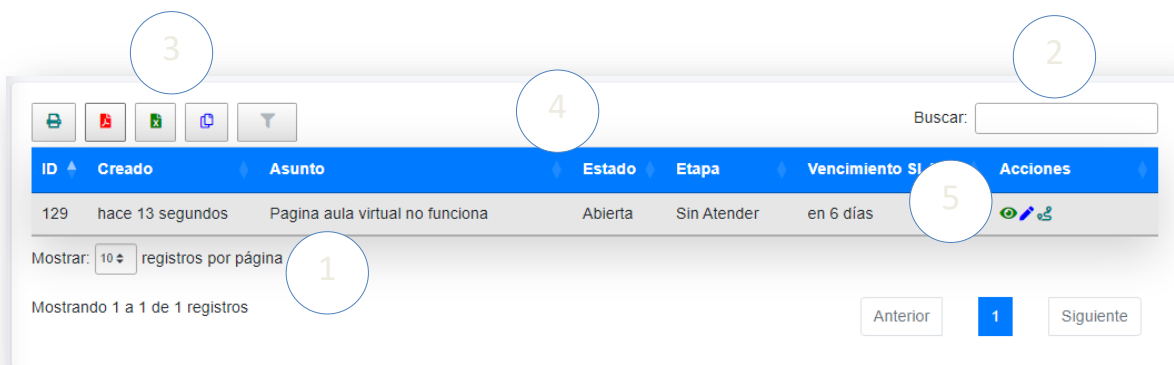 3
2
4
Buscar:
ID Creado Asunto Estado Etapa Vencimiento SL Acciones
5
129 hace 13 segundos Pagina aula virtual no funciona Abierta Sin Atender en 6 días
Mostrar: 10 registros por página
1
Mostrando 1 a 1 de 1 registros
Anterior 1 Siguiente